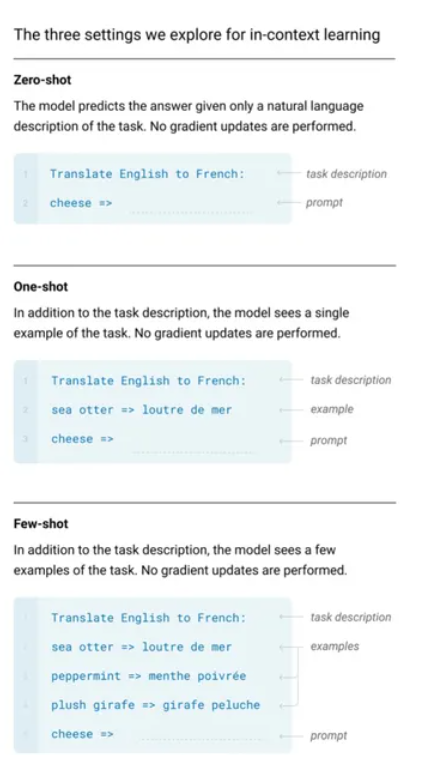 The three settings we explore for in-context learning
Zero-shot
The model predicts the answer given only a natural language
description of the task. No gradient updates are performed.
1 Translate English to French: task description
2 cheese => prompt
One-shot
In addition to the task description, the model sees a single
example of the task. No gradient updates are performed.
1 Translate English to French: task description
2 sea otter => loutre de mer example
3 cheese => prompt
Few-shot
In addition to the task description, the model sees a few
examples of the task. No gradient updates are performed.
Translate English to French: task description
sea otter => loutre de mer examples
peppermint => menthe poivrée
plush girafe => girafe peluche
cheese => prompt